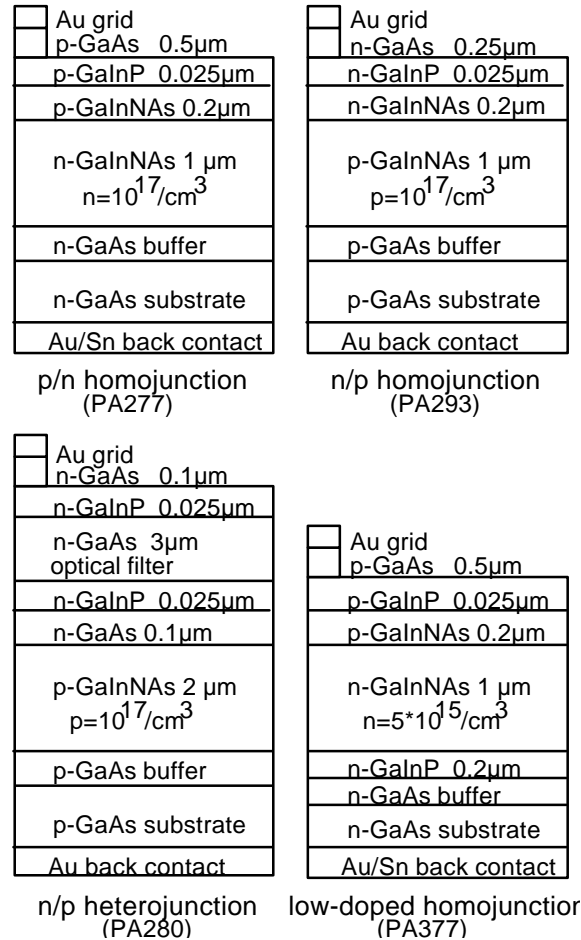 Au grid
p-GaAs 0.5µm
p-GaInP 0.025µm
p-GaInNAs 0.2µm
n-GaInNAs 1 µm
n=10^17/cm^3
n-GaAs buffer
n-GaAs substrate
Au/Sn back contact
p/n homojunction
(PA277)
Au grid
n-GaAs 0.25µm
n-GaInP 0.025µm
n-GaInNAs 0.2µm
p-GaInNAs 1 µm
p=10^17/cm^3
p-GaAs buffer
p-GaAs substrate
Au back contact
n/p homojunction
(PA293)
Au grid
n-GaAs 0.1µm
n-GaInP 0.025µm
n-GaAs 3µm
optical filter
n-GaInP 0.025µm
n-GaAs 0.1µm
p-GaInNAs 2 µm
p=10^17/cm^3
p-GaAs buffer
p-GaAs substrate
Au back contact
n/p heterojunction
(PA280)
Au grid
p-GaAs 0.5µm
p-GaInP 0.025µm
p-GaInNAs 0.2µm
n-GaInNAs 1 µm
n=5*10^15/cm^3
n-GaInP 0.2µm
n-GaAs buffer
n-GaAs substrate
Au/Sn back contact
low-doped homojunction
(PA377)